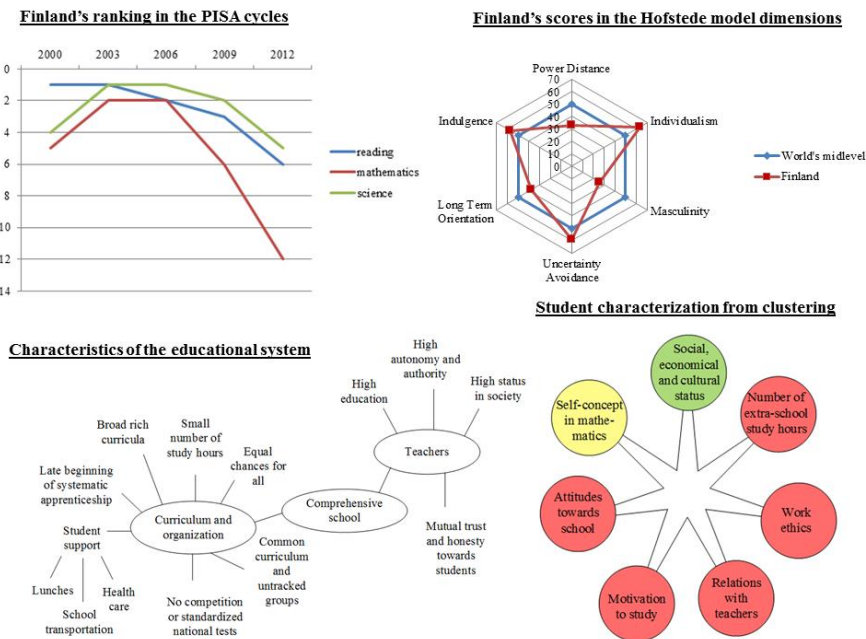 Finland's ranking in the PISA cycles
2000 2003 2006 2009 2012
0
2
4
6
8
10
12
14
reading
mathematics
science
Finland's scores in the Hofstede model dimensions
Power Distance
70
60
50
40
30
20
10
0
Individualism
Masculinity
Uncertainty
Avoidance
Long Term
Orientation
Indulgence
World's midlevel
Finland
Characteristics of the educational system
High
education
High
autonomy and
authority
High status
in society
Teachers
Mutual trust
and honesty
towards
students
Comprehensive
school
Broad rich
curricula
Small
number of
study hours
Equal
chances for
all
Late beginning
of systematic
apprenticeship
Curriculum and
organization
Student
support
Lunches
School
transportation
Health
care
No competition
or standardized
national tests
Common
curriculum
and
untracked
groups
Student characterization from clustering
Social,
economical
and cultural
status
Number of
extra-school
study hours
Work
ethics
Relations
with
teachers
Motivation
to study
Attitudes
towards
school
Self-concept
in mathe-
matics